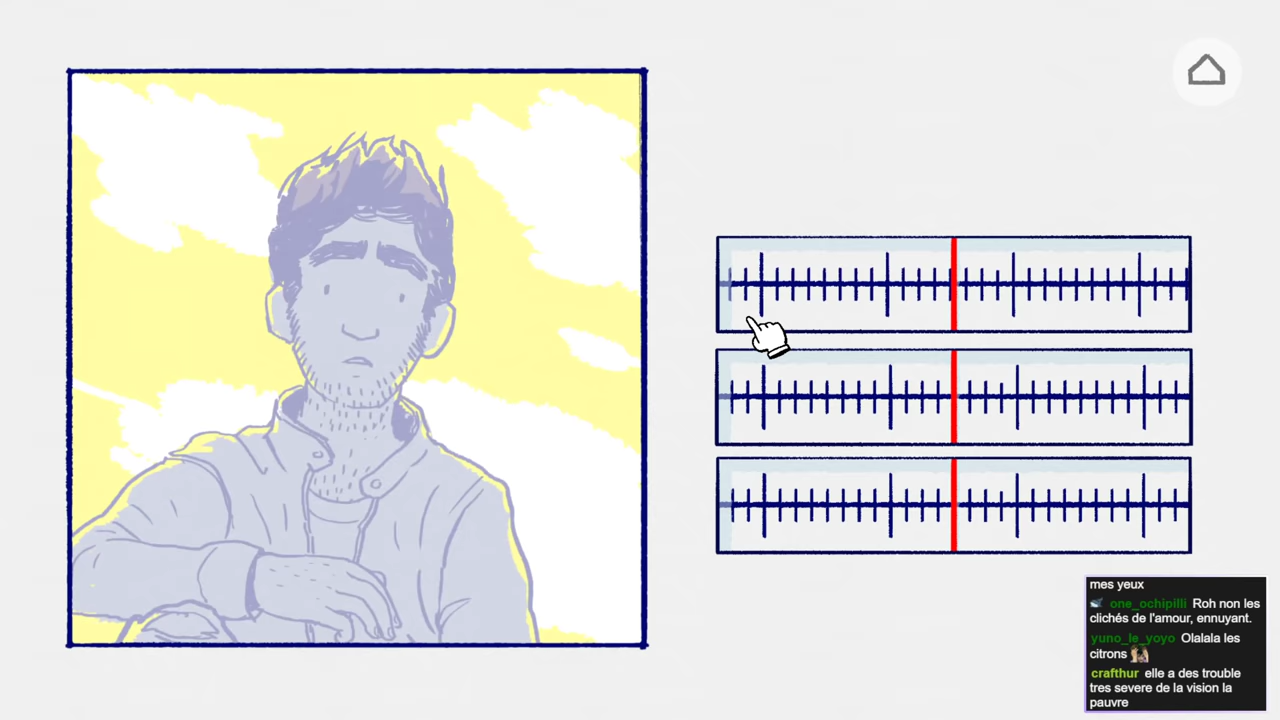 mes yeux
one_ochipilli Roh non les
clichés de l'amour, ennuyant.
yuno_le_yoyo Olalala les
citrons
crafthur elle a des trouble
tres severe de la vision la
pauvre